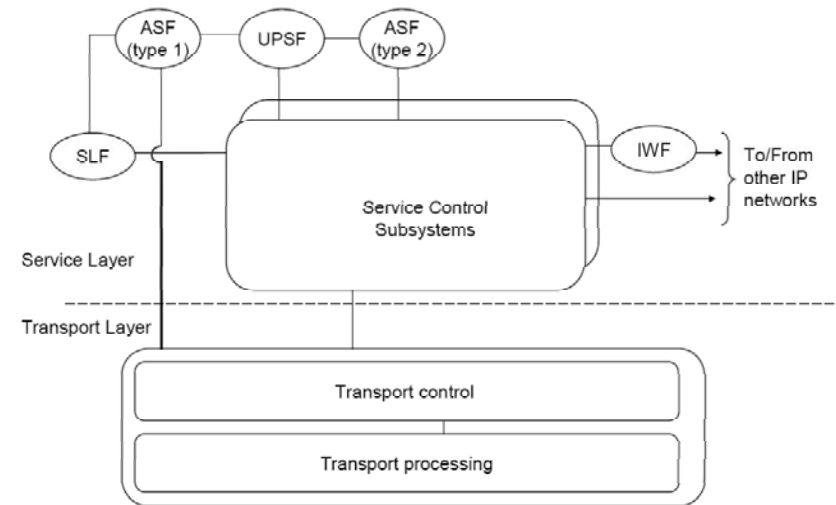 ASF
(type 1)
UPSF
ASF
(type 2)
SLF
IWF
To/From
other IP
networks
Service Control
Subsystems
Service Layer
Transport Layer
Transport control
Transport processing